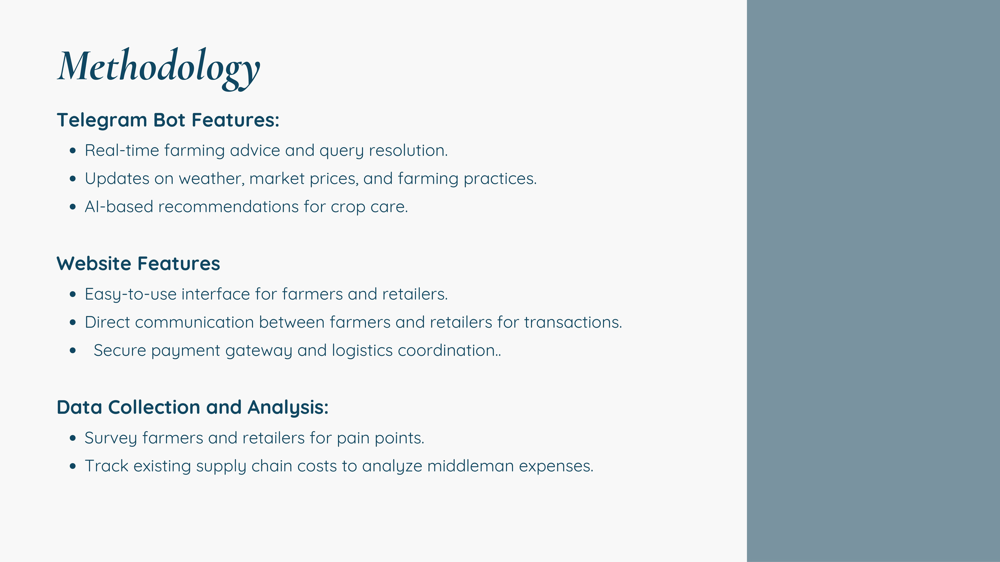 Methodology
Telegram Bot Features:
• Real-time farming advice and query resolution.
• Updates on weather, market prices, and farming practices.
• AI-based recommendations for crop care.
Website Features
• Easy-to-use interface for farmers and retailers.
• Direct communication between farmers and retailers for transactions.
• Secure payment gateway and logistics coordination..
Data Collection and Analysis:
• Survey farmers and retailers for pain points.
• Track existing supply chain costs to analyze middleman expenses.